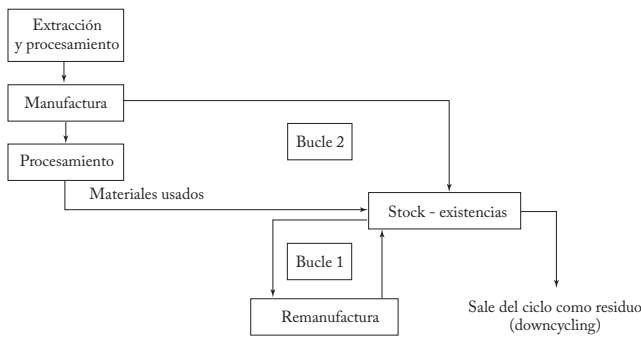 Extracción
y procesamiento
Manufactura
Bucle 2
Procesamiento
Materiales usados
Stock - existencias
Bucle 1
Remanufactura
Sale del ciclo como residuo
(downcycling)